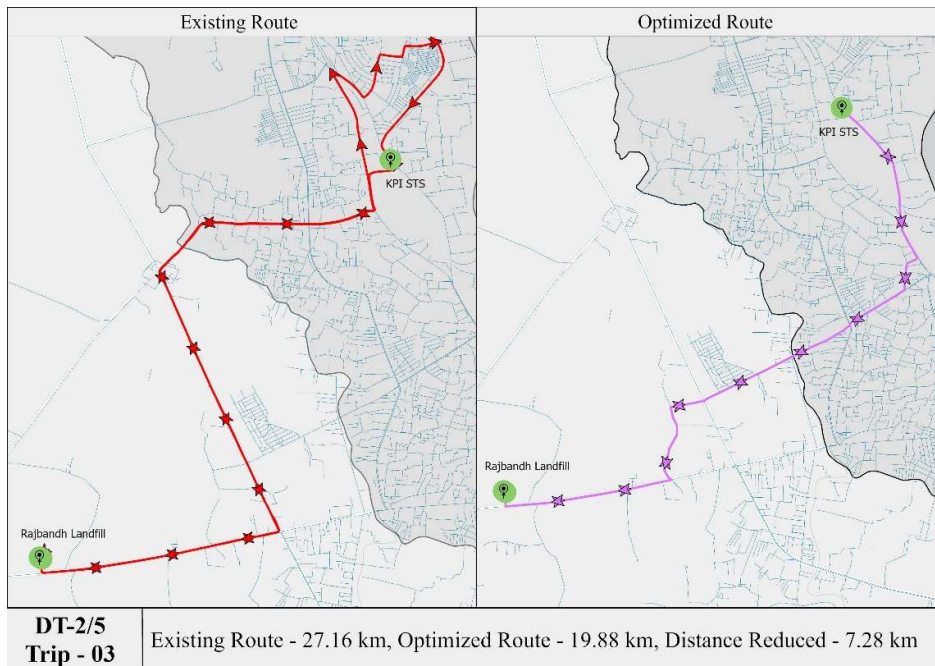 Existing Route
Optimized Route
KPI STS
Rajbandh Landfill
KPI STS
Rajbandh Landfill
DT-2/5
Trip - 03
Existing Route - 27.16 km, Optimized Route - 19.88 km, Distance Reduced - 7.28 km